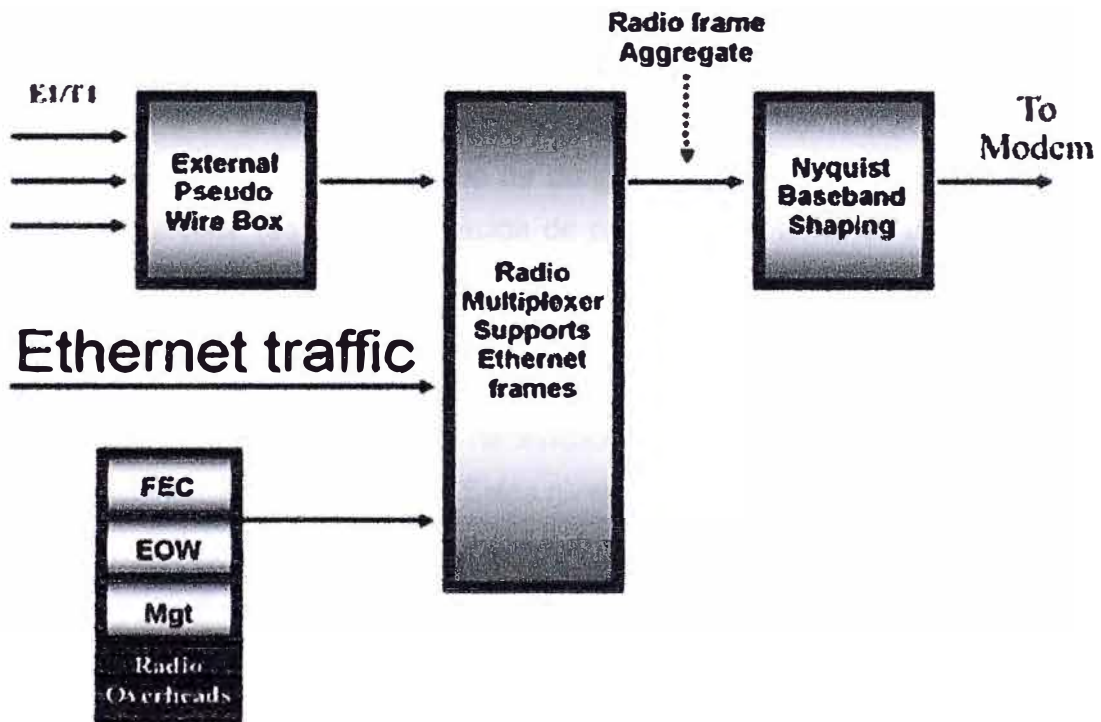 Radio frame
Aggregate
E1/T1
To
Modem
External
Pseudo
Wire Box
Nyquist
Baseband
Shaping
Radio
Multiplexer
Supports
Ethernet
frames
Ethernet traffic
FEC
EOW
Mgt
Radio
Overheads